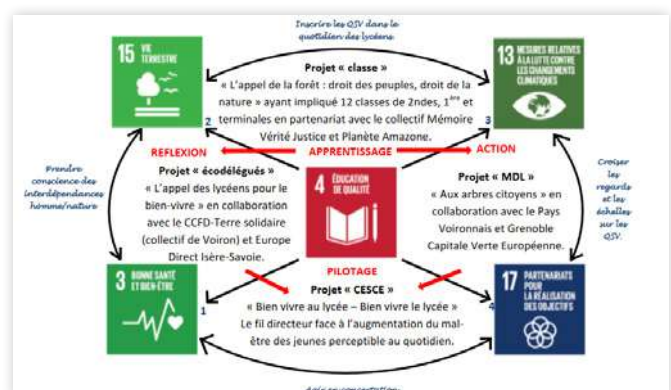 Inscrire les QSV dans le
quotidien des lycéens.
15 VIE
TERRESTRE
13 MESURES RELATIVES
À LA LUTTE CONTRE
LES CHANGEMENTS
CLIMATIQUES
Projet « classe »
« L'appel de la forêt : droit des peuples, droit de la
nature » ayant impliqué 12 classes de 2ndes, 1ère et
terminales en partenariat avec le collectif Mémoire
Vérité Justice et Planète Amazone.
2
3
REFLEXION
APPRENTISSAGE
ACTION
Prendre
conscience des
interdépendances
homme/nature
Projet « écodélégués »
« L'appel des lycéens pour le
bien-vivre » en collaboration
avec le CCFD-Terre solidaire
(collectif de Voiron) et Europe
Direct Isère-Savoie.
4 ÉDUCATION
DE QUALITÉ
Projet « MDL »
« Aux arbres citoyens » en
collaboration avec le Pays
Voironnais et Grenoble
Capitale Verte Européenne.
Croiser
les
regards
et les
échelles
sur les
QSV.
PILOTAGE
3 BONNE SANTÉ
ET BIEN-ÊTRE
1
Projet « CESCE »
« Bien vivre au lycée – Bien vivre le lycée »
Le fil directeur face à l'augmentation du mal-
être des jeunes perceptible au quotidien.
4
17 PARTENARIATS
POUR
LA RÉALISATION
DES OBJECTIFS